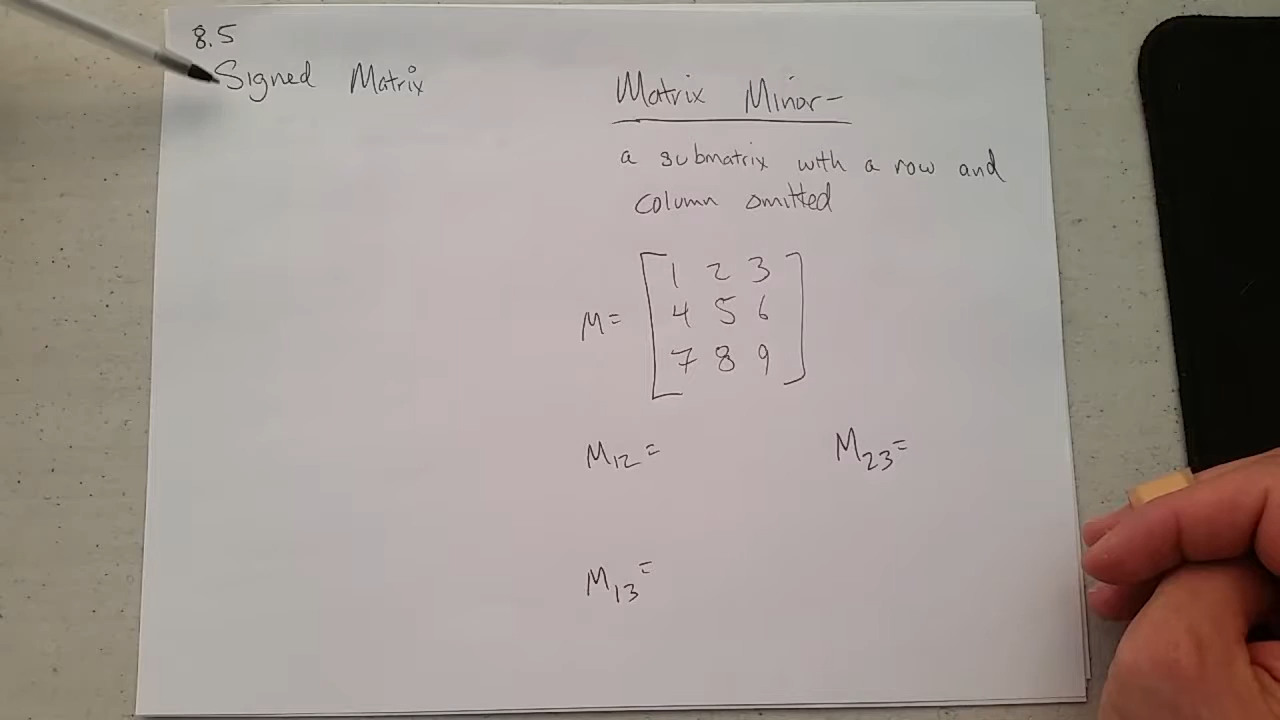 8.5
Signed Matrix
Matrix Minor-
a submatrix with a row and
column omitted
M= [1 2 3
4 5 6
7 8 9]
M₁₂=
M₂₃=
M₁₃=